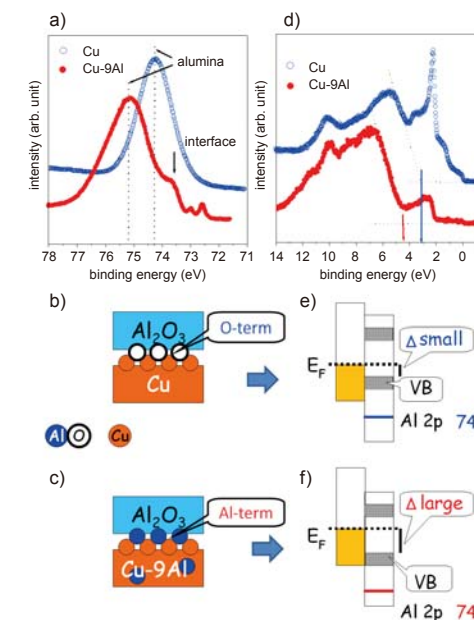 a)
Cu
Cu-9Al
alumina
interface
intensity (arb. unit)
78 77 76 75 74 73 72 71
binding energy (eV)
d)
Cu
Cu-9Al
intensity (arb. unit)
14 12 10 8 6 4 2 0
binding energy (eV)
b)
Al2O3
O-term
Cu
Al O Cu
e)
EF
Δ small
VB
Al 2p 74
c)
Al2O3
Al-term
Cu-9Al
f)
EF
Δ large
VB
Al 2p 74